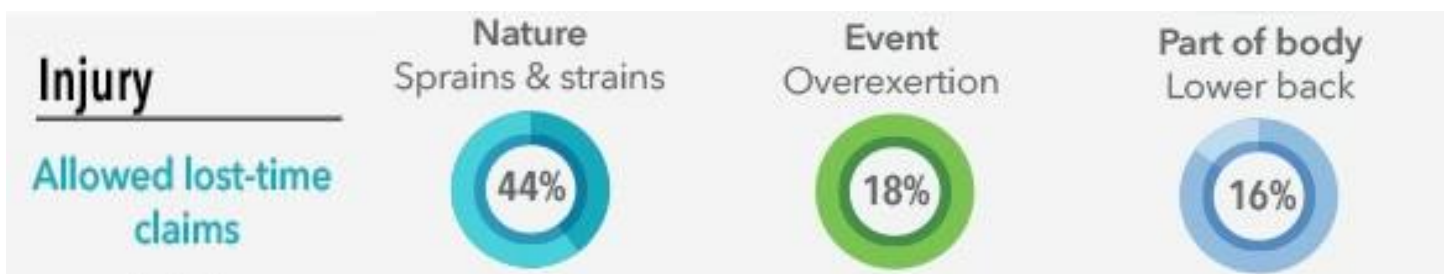 Injury
Allowed lost-time
claims
Nature
Sprains & strains
44%
Event
Overexertion
18%
Part of body
Lower back
16%